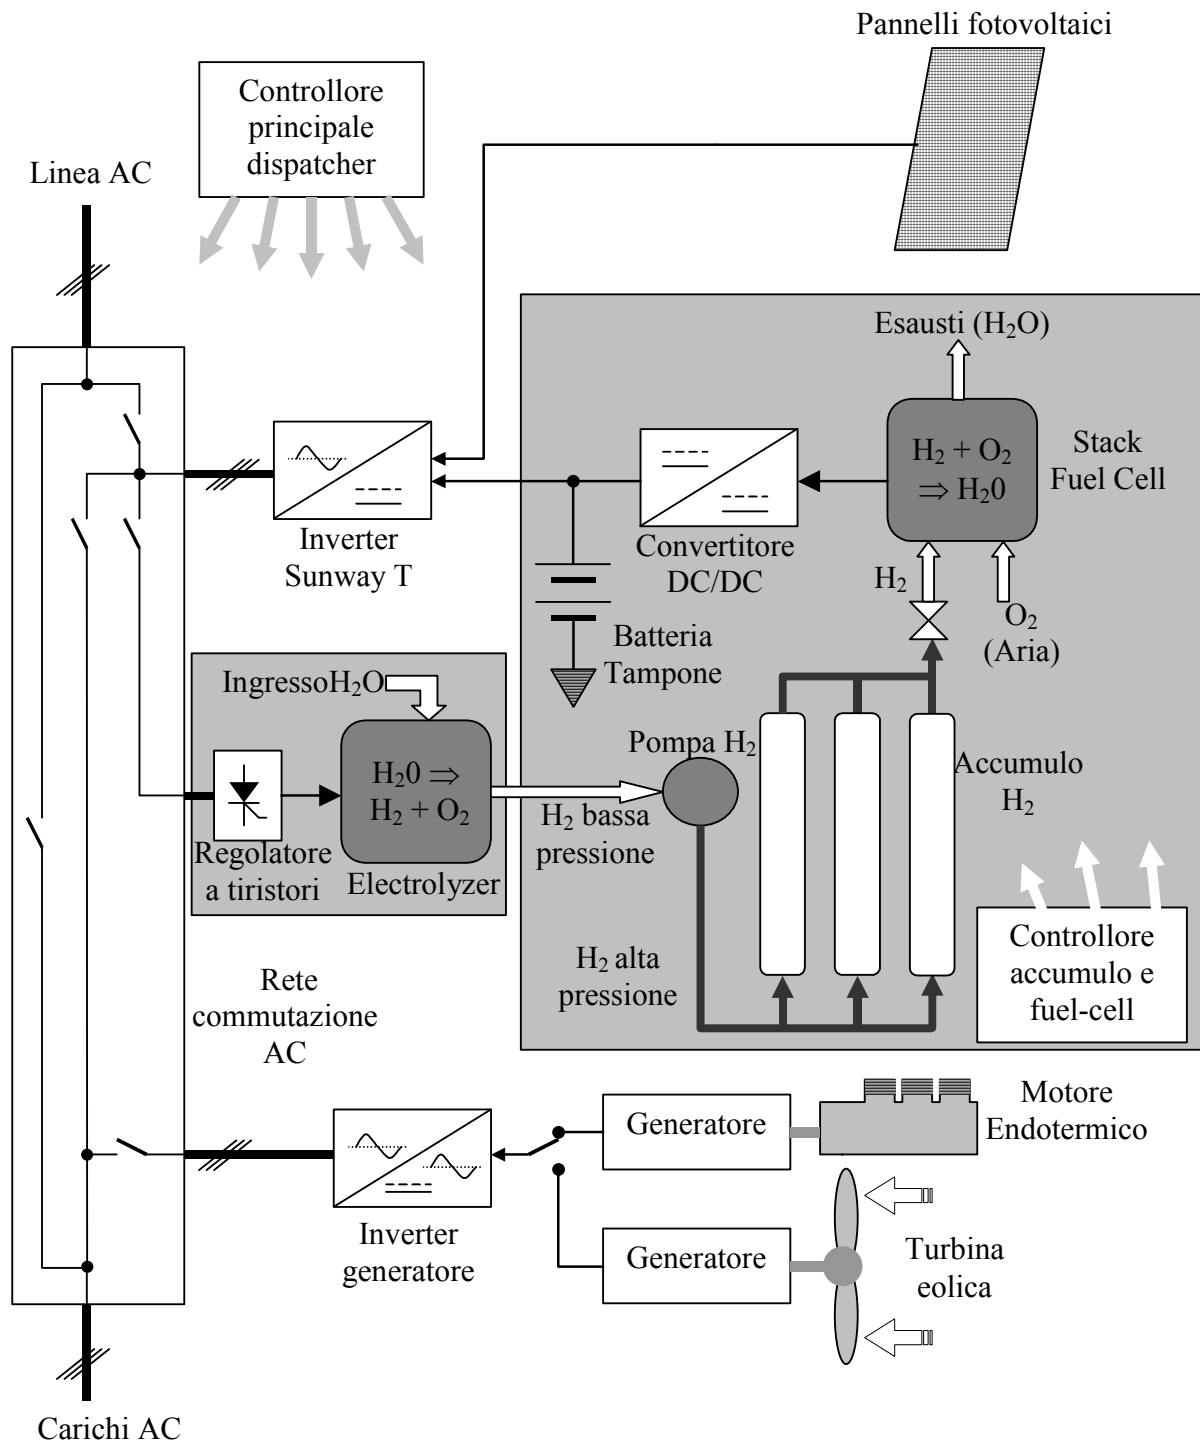 Pannelli fotovoltaici
Controllore
principale
dispatcher
Linea AC
Esausti (H₂O)
H₂ + O₂
⇒ H₂0
Stack
Fuel Cell
Inverter
Sunway T
Convertitore
DC/DC
H₂
O₂
(Aria)
Batteria
Tampone
IngressoH₂O
Pompa H₂
H₂0 ⇒
H₂ + O₂
Accumulo
H₂
H₂ bassa
pressione
Regolatore
a tiristori
Electrolyzer
Controllore
accumulo e
fuel-cell
H₂ alta
pressione
Rete
commutazione
AC
Generatore
Motore
Endotermico
Inverter
generatore
Generatore
Turbina
eolica
Carichi AC